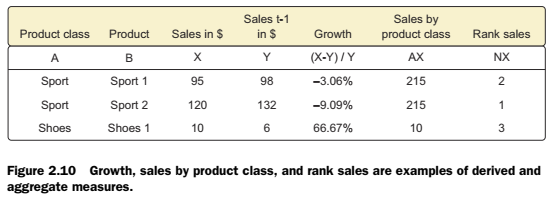 Product class Product Sales in $ Sales t-1 in $ Growth Sales by product class Rank sales
A B X Y (X-Y) / Y AX NX
Sport Sport 1 95 98 –3.06% 215 2
Sport Sport 2 120 132 –9.09% 215 1
Shoes Shoes 1 10 6 66.67% 10 3
Figure 2.10 Growth, sales by product class, and rank sales are examples of derived and
aggregate measures.